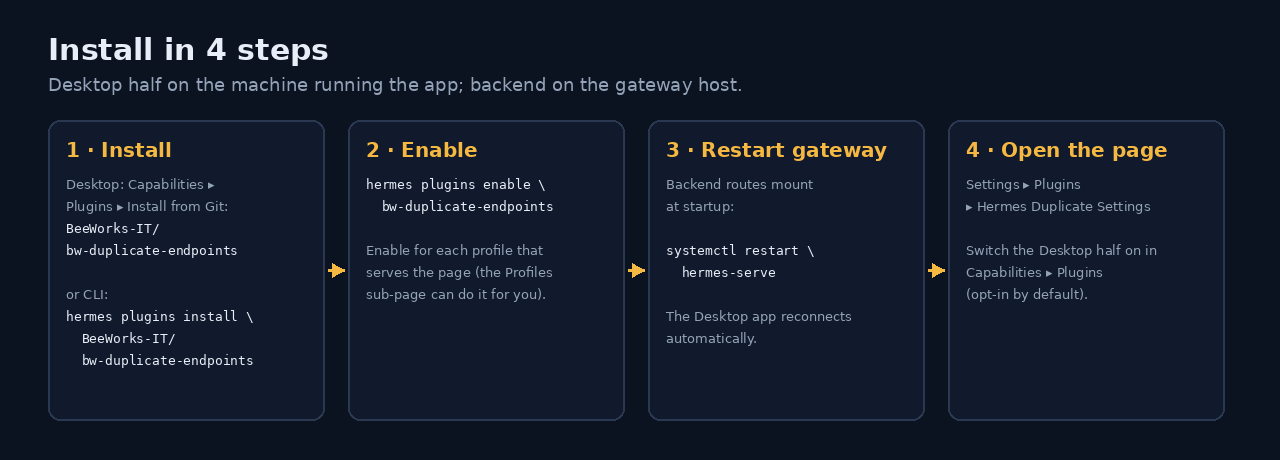 Install in 4 steps
Desktop half on the machine running the app; backend on the gateway host.
1 · Install
Desktop: Capabilities ▸
Plugins ▸ Install from Git:
BeeWorks-IT/
bw-duplicate-endpoints
or CLI:
hermes plugins install \
BeeWorks-IT/
bw-duplicate-endpoints
2 · Enable
hermes plugins enable \
bw-duplicate-endpoints
Enable for each profile that
serves the page (the Profiles
sub-page can do it for you).
3 · Restart gateway
Backend routes mount
at startup:
systemctl restart \
hermes-serve
The Desktop app reconnects
automatically.
4 · Open the page
Settings ▸ Plugins
▸ Hermes Duplicate Settings
Switch the Desktop half on in
Capabilities ▸ Plugins
(opt-in by default).